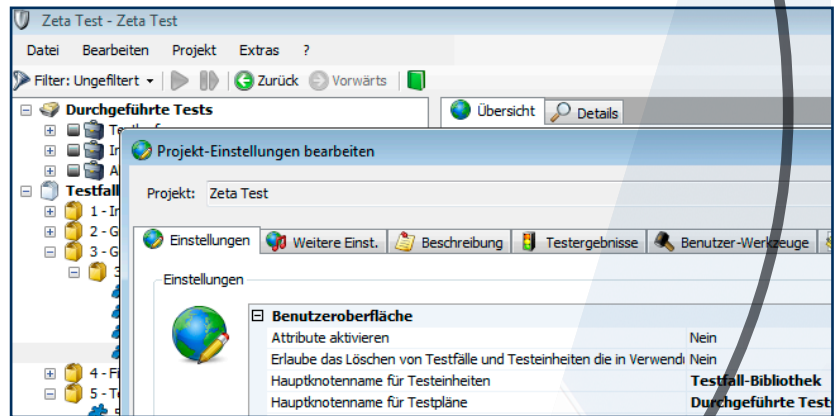 Zeta Test - Zeta Test
Datei Bearbeiten Projekt Extras ?
Filter: Ungefiltert Zurück Vorwärts
Durchgeführte Tests
Übersicht Details
Projekt-Einstellungen bearbeiten
Testfall
Projekt: Zeta Test
1 - In
2 - G
3 - G
Einstellungen Weitere Einst. Beschreibung Testergebnisse Benutzer-Werkzeuge
3
Einstellungen
Benutzeroberfläche
Attribute aktivieren Nein
Erlaube das Löschen von Testfälle und Testeinheiten die in Verwend Nein
4 - Fi
Hauptknotenname für Testeinheiten Testfall-Bibliothek
5 - T
Hauptknotenname für Testpläne Durchgeführte Test